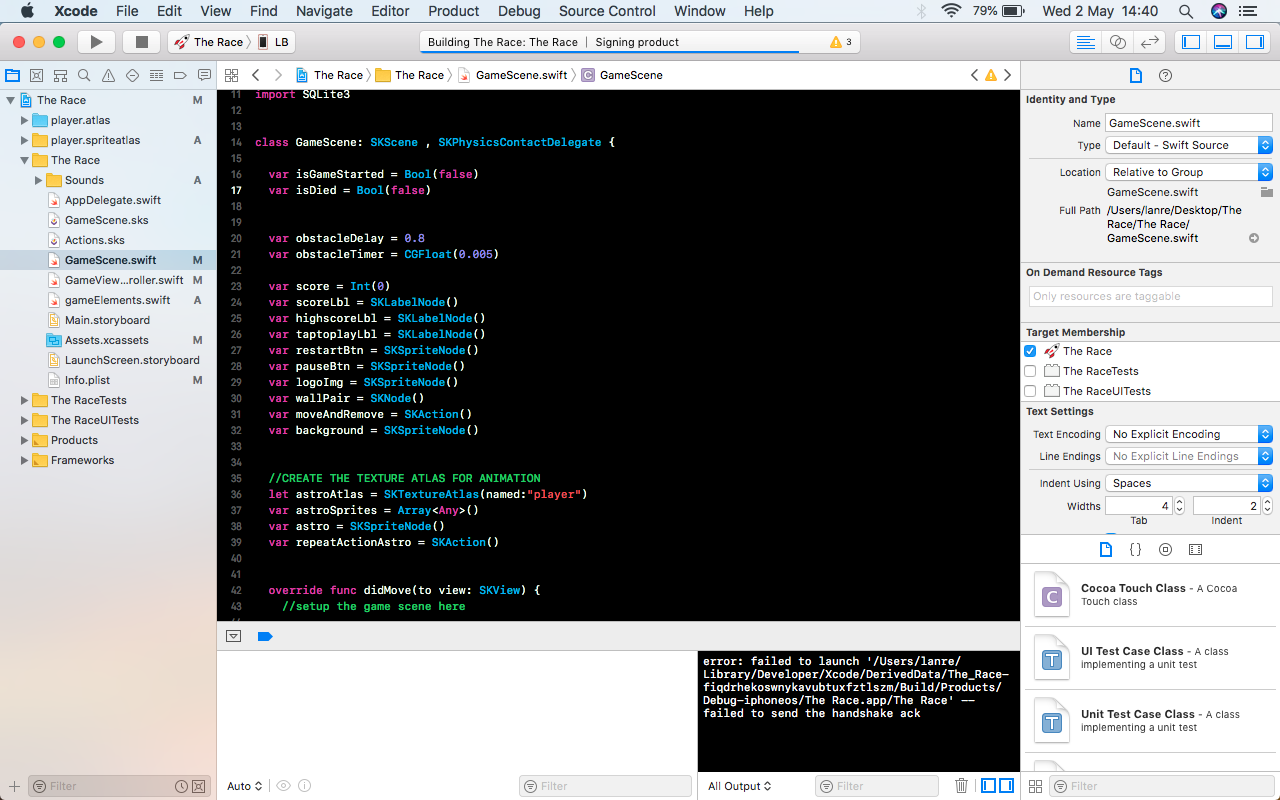 Xcode File Edit View Find Navigate Editor Product Debug Source Control Window Help 79% Wed 2 May 14:40
The Race LB Building The Race: The Race | Signing product 3
The Race The Race GameScene.swift C GameScene
The Race M
player.atlas
player.spriteatlas A
The Race
Sounds A
AppDelegate.swift
GameScene.sks
Actions.sks
GameScene.swift M
GameView...roller.swift M
gameElements.swift A
Main.storyboard
Assets.xcassets M
LaunchScreen.storyboard
Info.plist M
The RaceTests
The RaceUITests
Products
Frameworks
Filter
11 import SQLite3
12
13
14 class GameScene: SKScene , SKPhysicsContactDelegate {
15
16 var isGameStarted = Bool(false)
17 var isDied = Bool(false)
18
19
20 var obstacleDelay = 0.8
21 var obstacleTimer = CGFloat(0.005)
22
23 var score = Int(0)
24 var scoreLbl = SKLabelNode()
25 var highscoreLbl = SKLabelNode()
26 var taptoplayLbl = SKLabelNode()
27 var restartBtn = SKSpriteNode()
28 var pauseBtn = SKSpriteNode()
29 var logoImg = SKSpriteNode()
30 var wallPair = SKNode()
31 var moveAndRemove = SKAction()
32 var background = SKSpriteNode()
33
34
35 //CREATE THE TEXTURE ATLAS FOR ANIMATION
36 let astroAtlas = SKTextureAtlas(named:"player")
37 var astroSprites = Array<Any>()
38 var astro = SKSpriteNode()
39 var repeatActionAstro = SKAction()
40
41
42 override func didMove(to view: SKView) {
43 //setup the game scene here
error: failed to launch '/Users/lanre/
Library/Developer/Xcode/DerivedData/The_Race-
fiqdrhekoswnykavubtuxfztlszm/Build/Products/
Debug-iphoneos/The Race.app/The Race' --
failed to send the handshake ack
Auto Filter All Output Filter
Identity and Type
Name GameScene.swift
Type Default - Swift Source
Location Relative to Group
GameScene.swift
Full Path /Users/lanre/Desktop/The
Race/The Race/
GameScene.swift
On Demand Resource Tags
Only resources are taggable
Target Membership
The Race
The RaceTests
The RaceUITests
Text Settings
Text Encoding No Explicit Encoding
Line Endings No Explicit Line Endings
Indent Using Spaces
Widths 4 2
Tab Indent
{}
C Cocoa Touch Class - A Cocoa
Touch class
T UI Test Case Class - A class
implementing a unit test
T Unit Test Case Class - A class
implementing a unit test
Filter